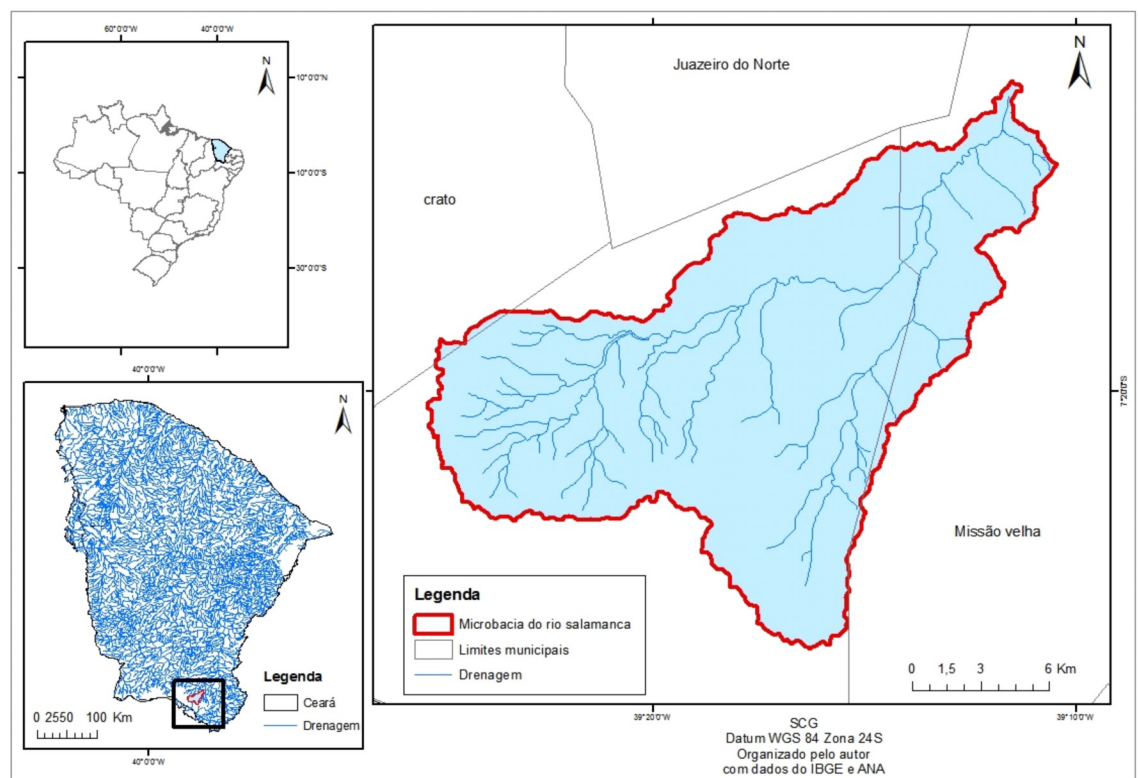 60°0'0"W
40°0'0"W
N
10°0'0"N
10°0'0"S
30°0'0"S
40°0'0"W
N
Legenda
Ceará
Drenagem
0 2550 100 Km
40°0'0"W
Juazeiro do Norte
N
crato
7°20'S
Missão velha
Legenda
Microbacia do rio salamanca
Limites municipais
Drenagem
0 1,5 3 6 Km
39°20'0"W
39°10'0"W
SCG
Datum WGS 84 Zona 24S
Organizado pelo autor
com dados do IBGE e ANA